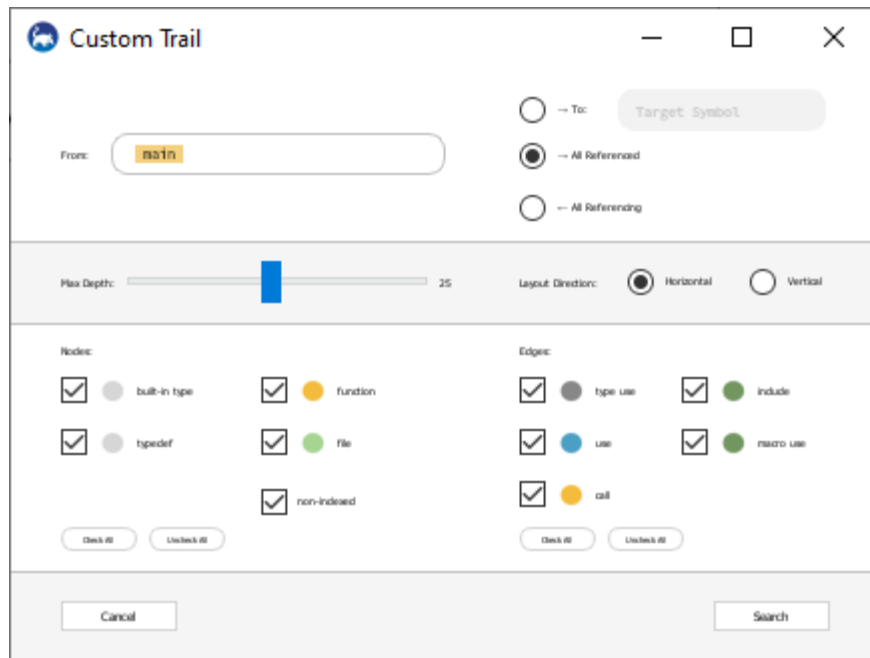 Custom Trail
→ To: Target Symbol
From: main
→ All Referenced
← All Referencing
Max Depth: 25 Layout Direction: Horizontal Vertical
Nodes: Edges:
built-in type function type use include
typedef file use macro use
non-indexed call
Check All Uncheck All Check All Uncheck All
Cancel Search